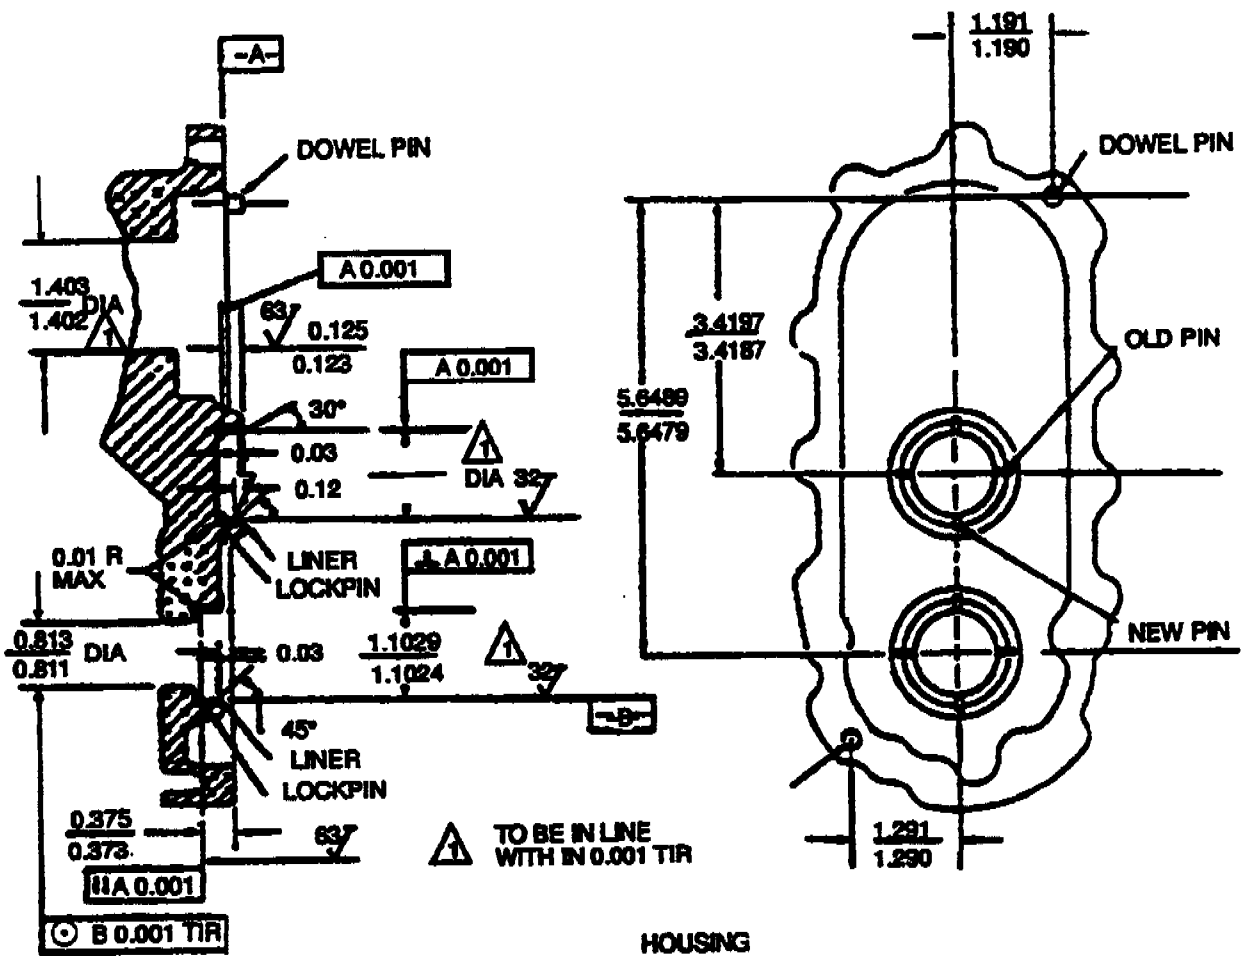 1.191
1.190
-A-
DOWEL PIN
DOWEL PIN
A 0.001
1.403
1.402
DIA
1
63
0.125
0.123
3.4197
3.4187
OLD PIN
A 0.001
5.6489
5.6479
30°
0.03
1
DIA 32
0.12
0.01 R
MAX
LINER
LOCKPIN
⊥ A 0.001
0.813
0.811
DIA
0.03
1.1029
1.1024
1
32
NEW PIN
-B-
45°
LINER
LOCKPIN
0.375
0.373
63
1
TO BE IN LINE
WITH IN 0.001 TIR
1.291
1.290
A 0.001
B 0.001 TIR
HOUSING